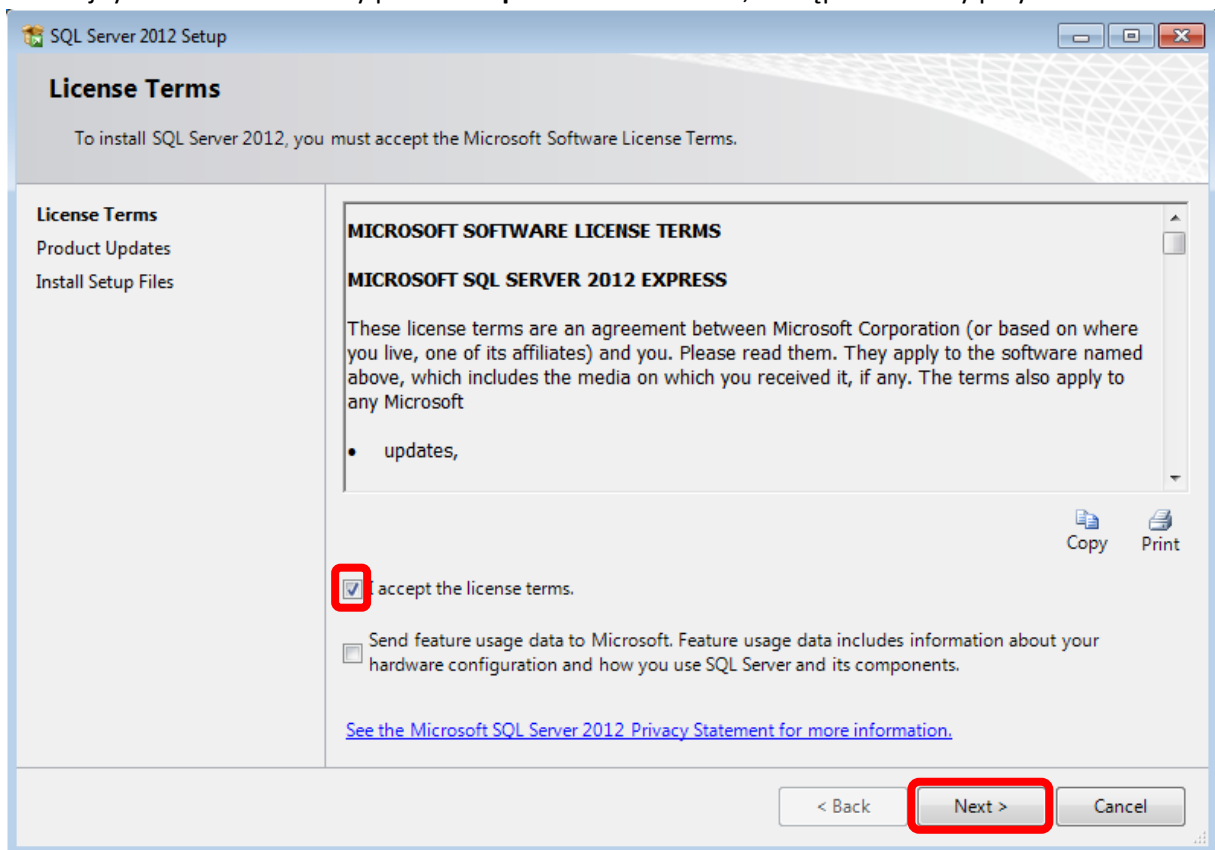 SQL Server 2012 Setup
License Terms
To install SQL Server 2012, you must accept the Microsoft Software License Terms.
License Terms
Product Updates
Install Setup Files
MICROSOFT SOFTWARE LICENSE TERMS
MICROSOFT SQL SERVER 2012 EXPRESS
These license terms are an agreement between Microsoft Corporation (or based on where
you live, one of its affiliates) and you. Please read them. They apply to the software named
above, which includes the media on which you received it, if any. The terms also apply to
any Microsoft
• updates,
Copy Print
I accept the license terms.
Send feature usage data to Microsoft. Feature usage data includes information about your
hardware configuration and how you use SQL Server and its components.
See the Microsoft SQL Server 2012 Privacy Statement for more information.
< Back Next > Cancel